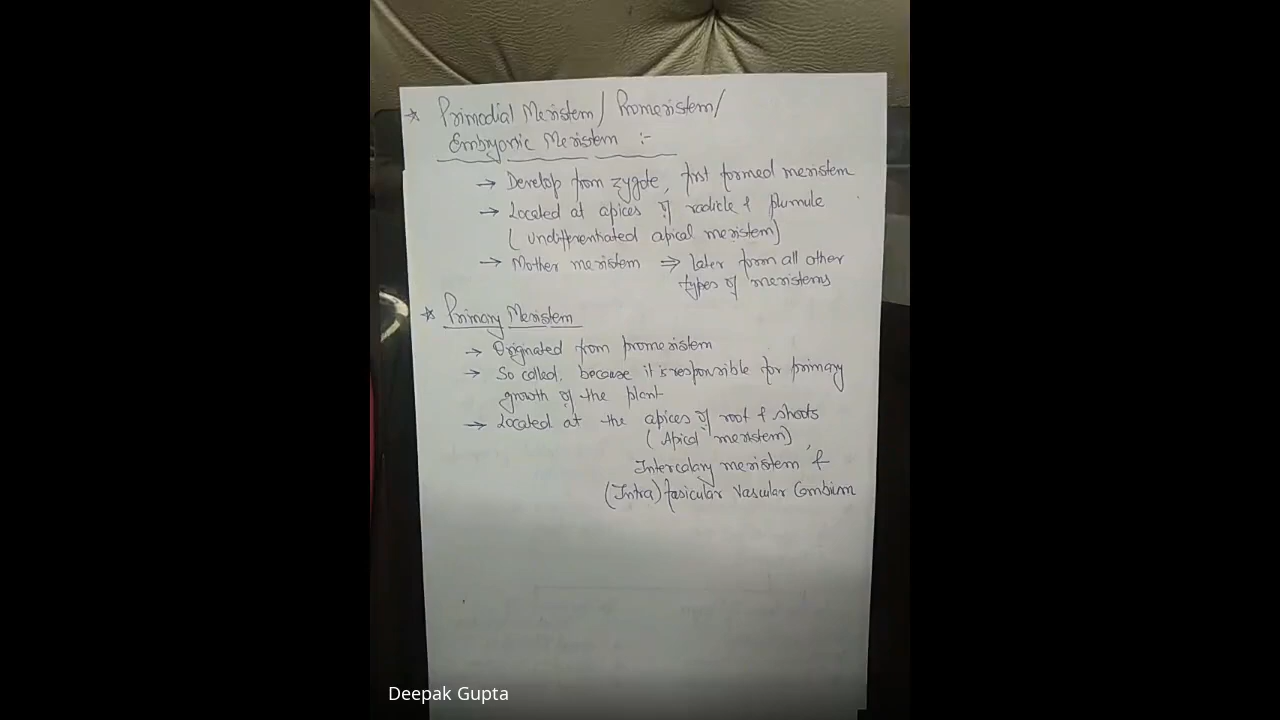 * Primodial Meristem / Promeristem /
Embryonic Meristem :-
→ Develop from zygote, first formed meristem
→ Located at apices of radicle & plumule
( undifferentiated apical meristem)
→ Mother meristem ⇒ later form all other
types of meristems
* Primary Meristem
→ Originated from promeristem
→ So called. because it is responsible for primary
growth of the plant
→ Located at the apices of root & shoots
( Apical meristem) ,
Intercalary meristem &
(Intra) fasicular Vascular Cambium
Deepak Gupta